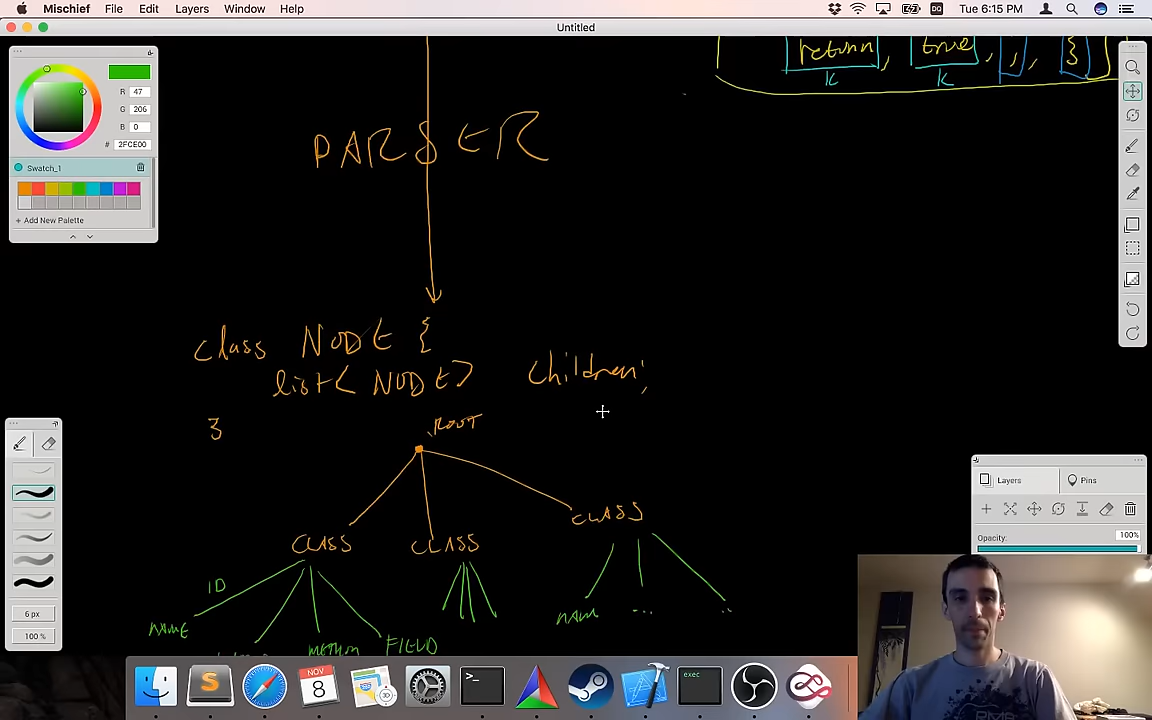 Mischief File Edit Layers Window Help Tue 6:15 PM
Untitled
R 47
G 206
B 0
# 2FCE00
Swatch_1
+ Add New Palette
return, true, ;, }
K K
PARSER
class NODE {
list< NODE > children;
}
ROOT
CLASS CLASS CLASS
ID
NAME METHOD FIELD
NAME ... ..
6 px
100 %
Layers Pins
Opacity: 100%
NOV
8
exec